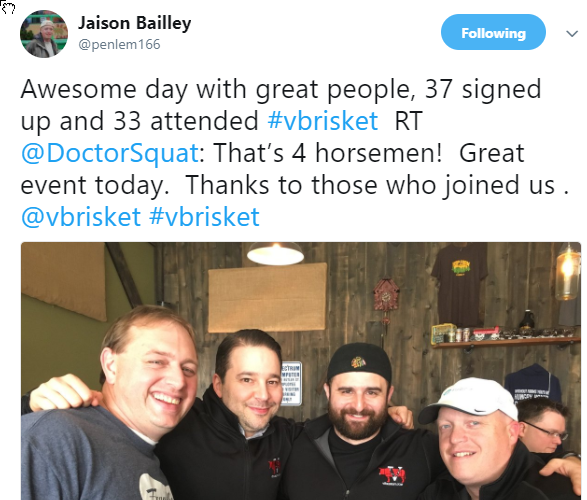 Jaison Bailley
@penlem166
Following
Awesome day with great people, 37 signed
up and 33 attended #vbrisket RT
@DoctorSquat: That’s 4 horsemen! Great
event today. Thanks to those who joined us .
@vbrisket #vbrisket